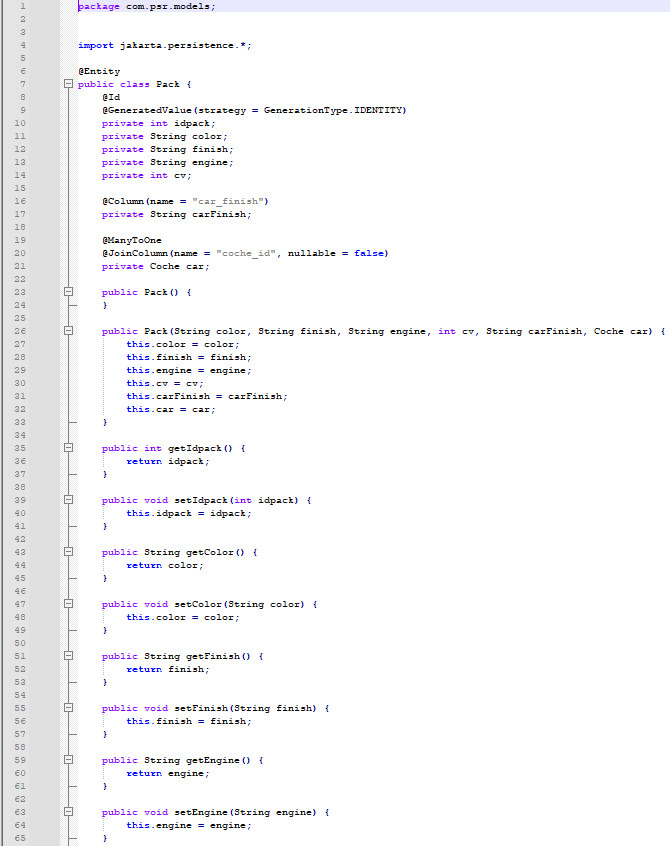 1 package com.psr.models;
2
3
4 import jakarta.persistence.*;
5
6 @Entity
7 public class Pack {
8 @Id
9 @GeneratedValue(strategy = GenerationType.IDENTITY)
10 private int idpack;
11 private String color;
12 private String finish;
13 private String engine;
14 private int cv;
15
16 @Column(name = "car_finish")
17 private String carFinish;
18
19 @ManyToOne
20 @JoinColumn(name = "coche_id", nullable = false)
21 private Coche car;
22
23 public Pack() {
24 }
25
26 public Pack(String color, String finish, String engine, int cv, String carFinish, Coche car) {
27 this.color = color;
28 this.finish = finish;
29 this.engine = engine;
30 this.cv = cv;
31 this.carFinish = carFinish;
32 this.car = car;
33 }
34
35 public int getIdpack() {
36 return idpack;
37 }
38
39 public void setIdpack(int idpack) {
40 this.idpack = idpack;
41 }
42
43 public String getColor() {
44 return color;
45 }
46
47 public void setColor(String color) {
48 this.color = color;
49 }
50
51 public String getFinish() {
52 return finish;
53 }
54
55 public void setFinish(String finish) {
56 this.finish = finish;
57 }
58
59 public String getEngine() {
60 return engine;
61 }
62
63 public void setEngine(String engine) {
64 this.engine = engine;
65 }